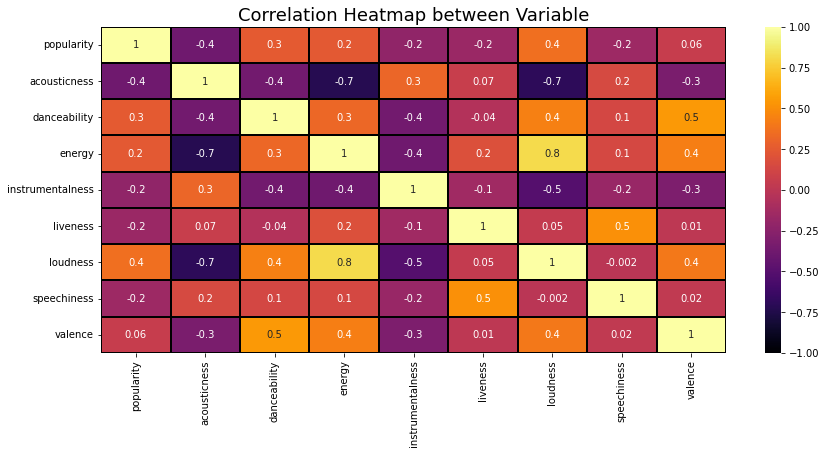 Correlation Heatmap between Variable
popularity 1 -0.4 0.3 0.2 -0.2 -0.2 0.4 -0.2 0.06
acousticness -0.4 1 -0.4 -0.7 0.3 0.07 -0.7 0.2 -0.3
danceability 0.3 -0.4 1 0.3 -0.4 -0.04 0.4 0.1 0.5
energy 0.2 -0.7 0.3 1 -0.4 0.2 0.8 0.1 0.4
instrumentalness -0.2 0.3 -0.4 -0.4 1 -0.1 -0.5 -0.2 -0.3
liveness -0.2 0.07 -0.04 0.2 -0.1 1 0.05 0.5 0.01
loudness 0.4 -0.7 0.4 0.8 -0.5 0.05 1 -0.002 0.4
speechiness -0.2 0.2 0.1 0.1 -0.2 0.5 -0.002 1 0.02
valence 0.06 -0.3 0.5 0.4 -0.3 0.01 0.4 0.02 1
popularity
acousticness
danceability
energy
instrumentalness
liveness
loudness
speechiness
valence
1.00
0.75
0.50
0.25
0.00
−0.25
−0.50
−0.75
−1.00